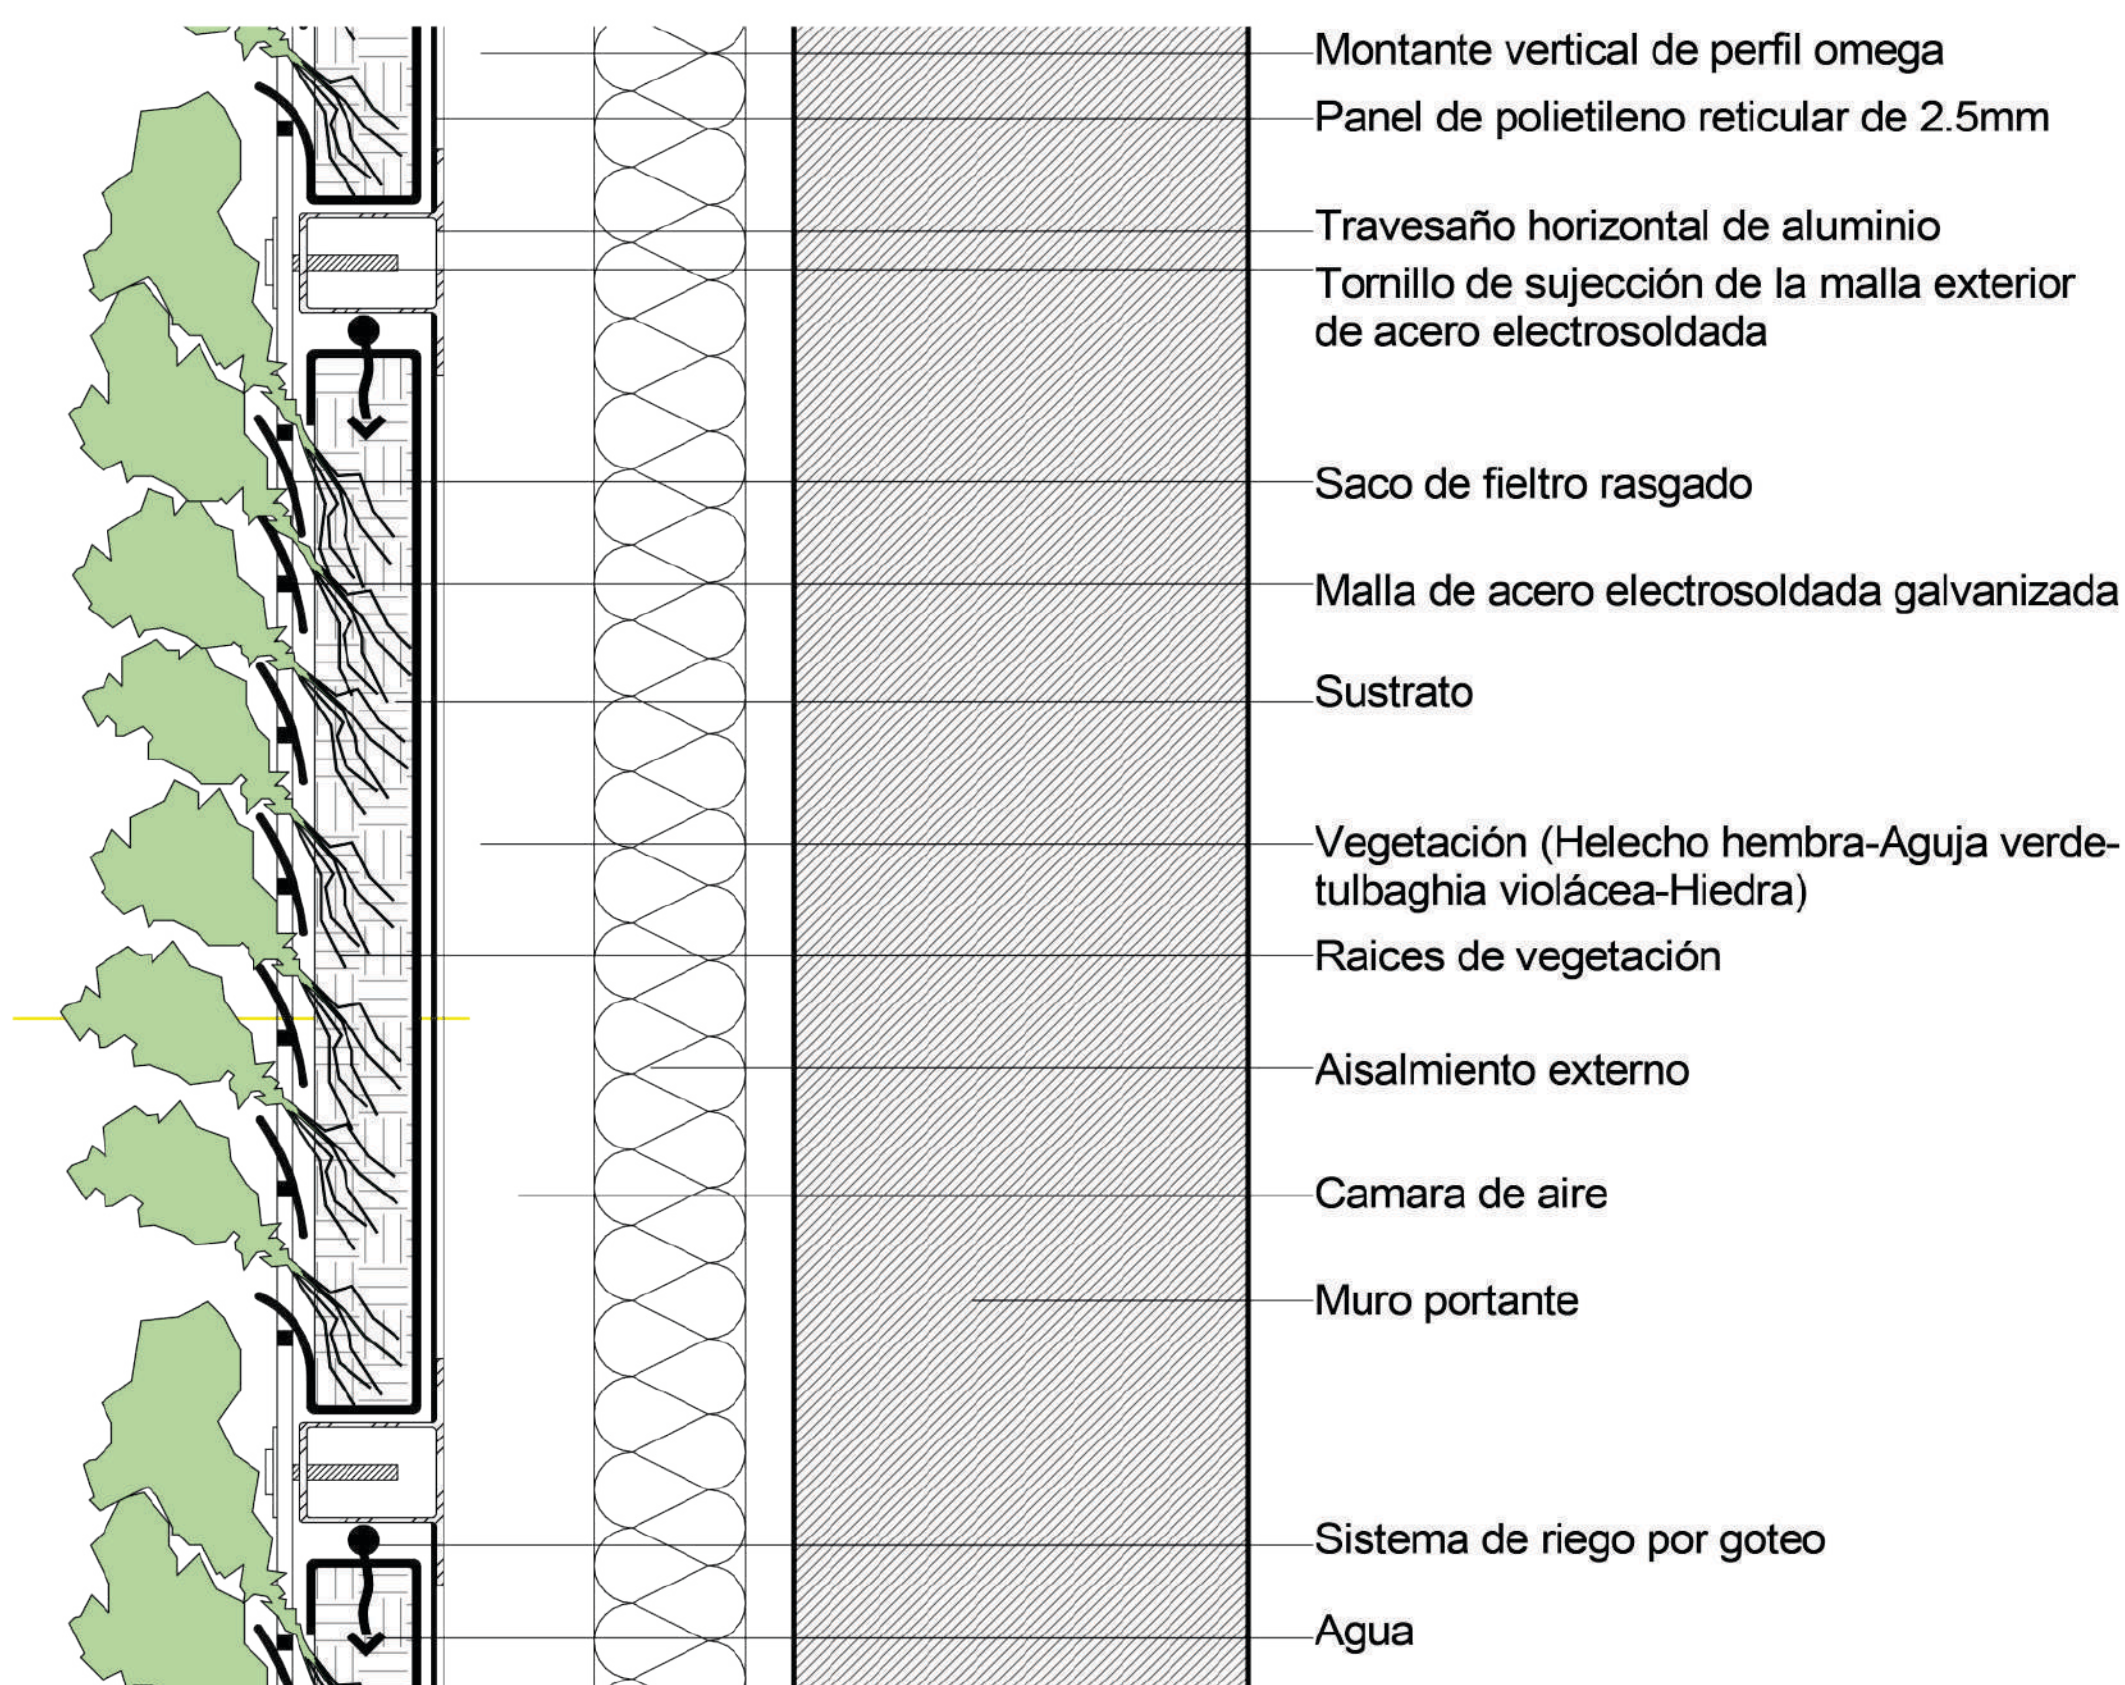 Montante vertical de perfil omega
Panel de polietileno reticular de 2.5mm
Travesaño horizontal de aluminio
Tornillo de sujección de la malla exterior
de acero electrosoldada
Saco de fieltro rasgado
Malla de acero electrosoldada galvanizada
Sustrato
Vegetación (Helecho hembra-Aguja verde-
tulbaghia violácea-Hiedra)
Raices de vegetación
Aisalmiento externo
Camara de aire
Muro portante
Sistema de riego por goteo
Agua